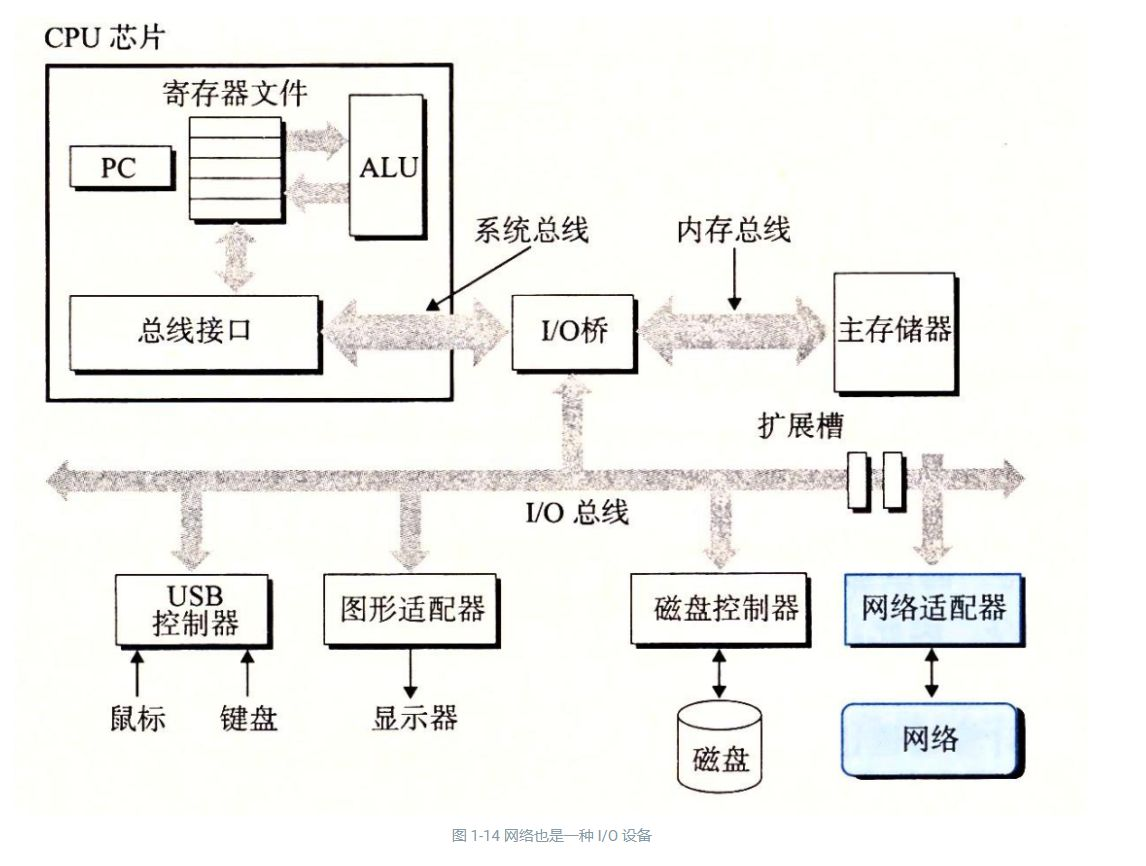 CPU 芯片
寄存器文件
PC
ALU
系统总线
内存总线
总线接口
I/O桥
主存储器
扩展槽
I/O 总线
USB
控制器
图形适配器
磁盘控制器
网络适配器
鼠标
键盘
显示器
磁盘
网络
图 1-14 网络也是一种 I/O 设备